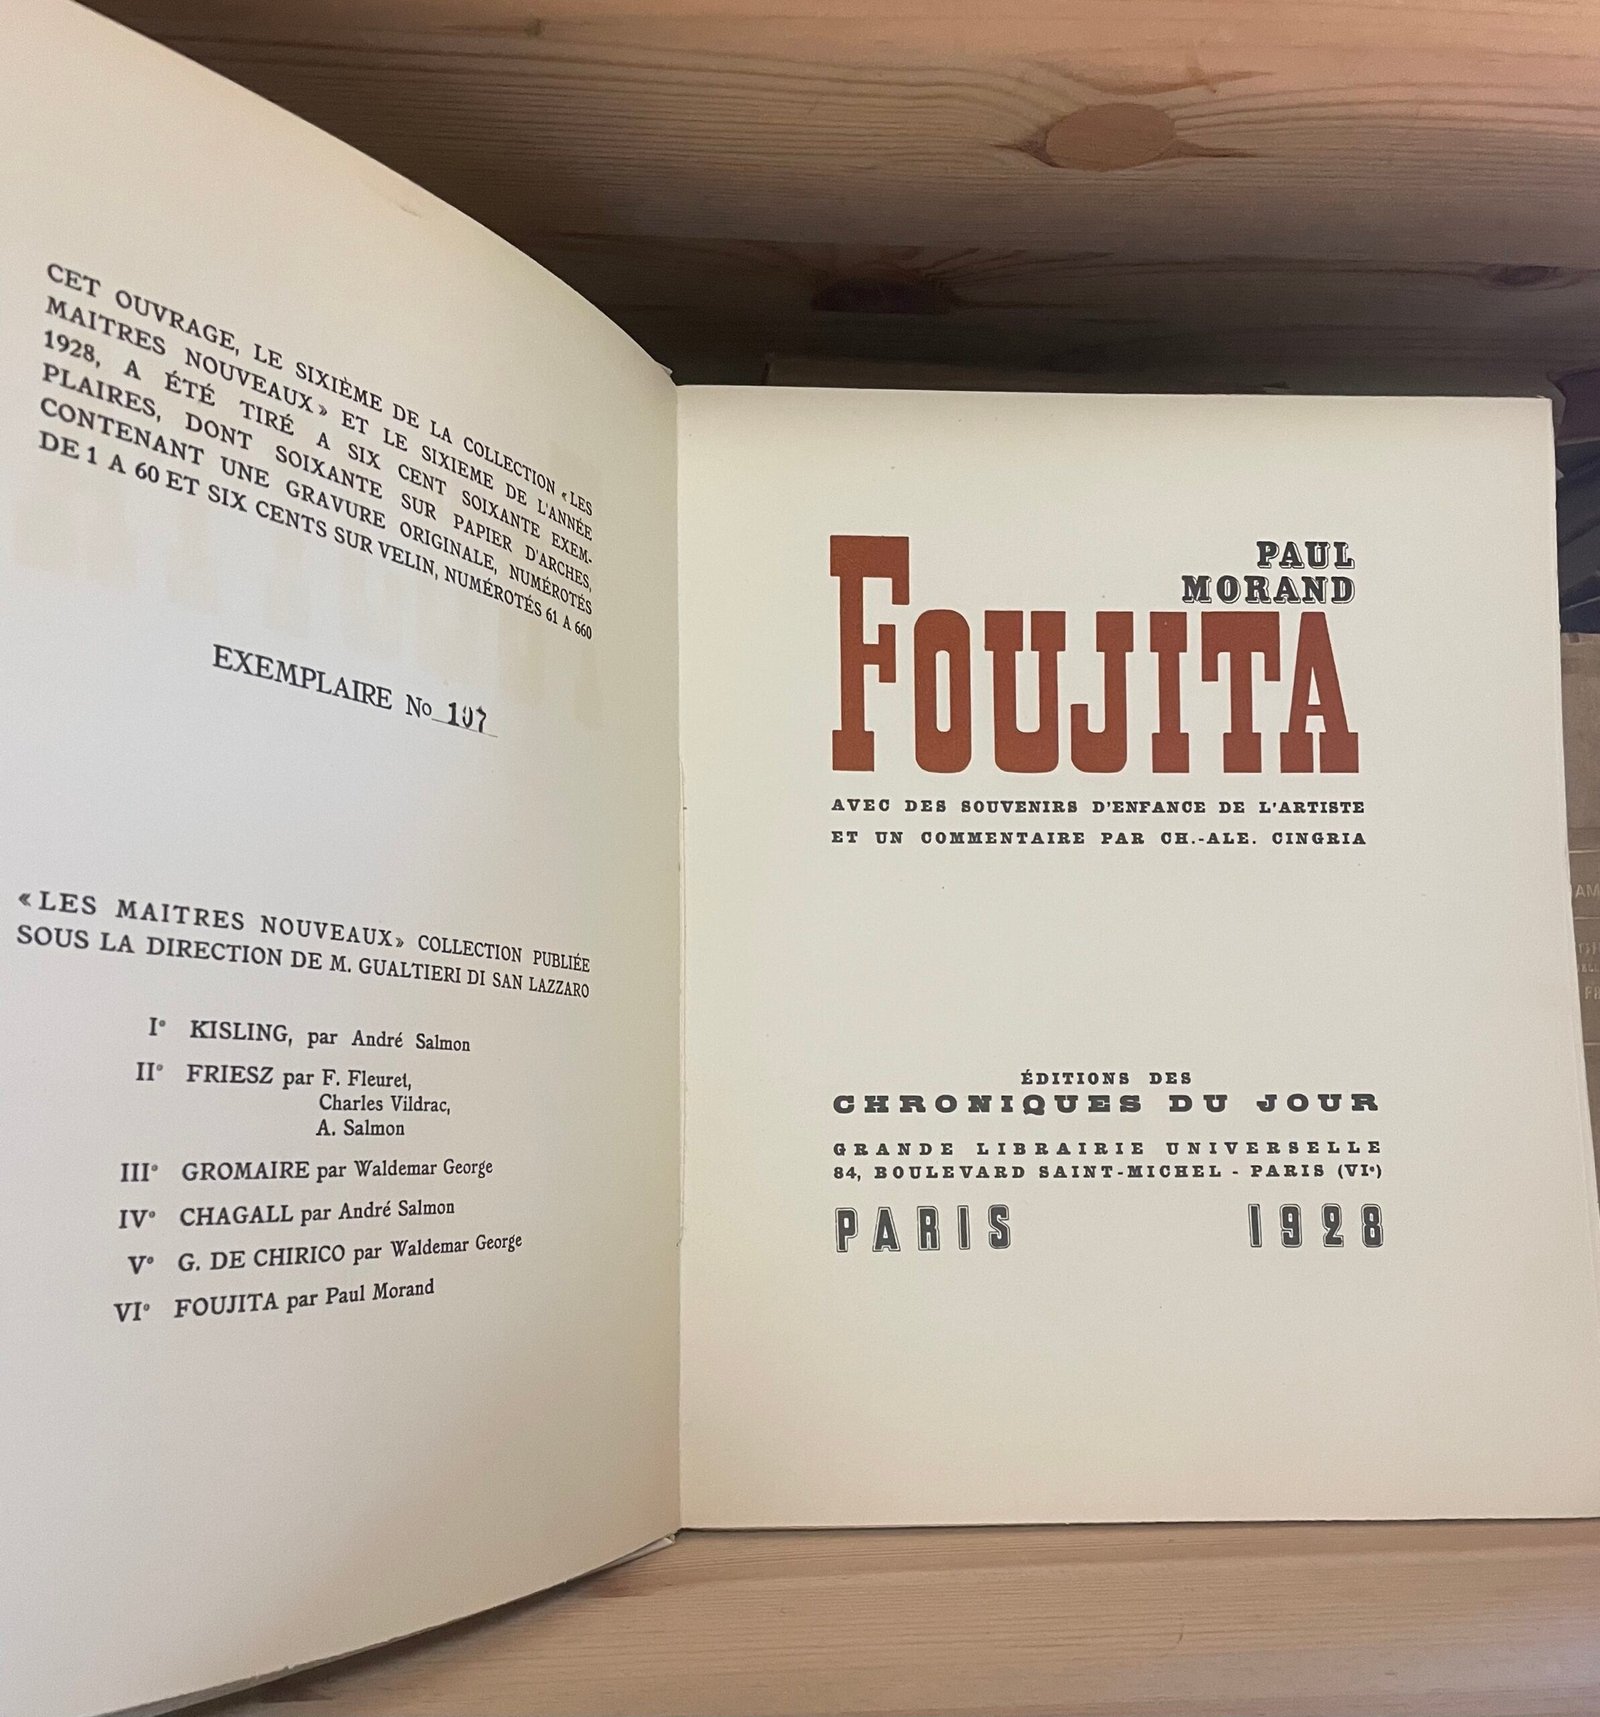 CET OUVRAGE, LE SIXIÈME DE LA COLLECTION «LES
MAITRES NOUVEAUX» ET LE SIXIEME DE L'ANNÉE
1928, A ÉTÉ TIRÉ A SIX CENT SOIXANTE EXEM-
PLAIRES, DONT SOIXANTE SUR PAPIER D'ARCHES,
CONTENANT UNE GRAVURE ORIGINALE, NUMÉROTÉS
DE 1 A 60 ET SIX CENTS SUR VELIN, NUMÉROTÉS 61 A 660
EXEMPLAIRE No 107
«LES MAITRES NOUVEAUX» COLLECTION PUBLIÉE
SOUS LA DIRECTION DE M. GUALTIERI DI SAN LAZZARO
I° KISLING, par André Salmon
II° FRIESZ par F. Fleuret,
Charles Vildrac,
A. Salmon
III° GROMAIRE par Waldemar George
IV° CHAGALL par André Salmon
V° G. DE CHIRICO par Waldemar George
VI° FOUJITA par Paul Morand
PAUL
MORAND
FOUJITA
AVEC DES SOUVENIRS D'ENFANCE DE L'ARTISTE
ET UN COMMENTAIRE PAR CH.-ALE. CINGRIA
ÉDITIONS DES
CHRONIQUES DU JOUR
GRANDE LIBRAIRIE UNIVERSELLE
84, BOULEVARD SAINT-MICHEL - PARIS (VIe)
PARIS 1928